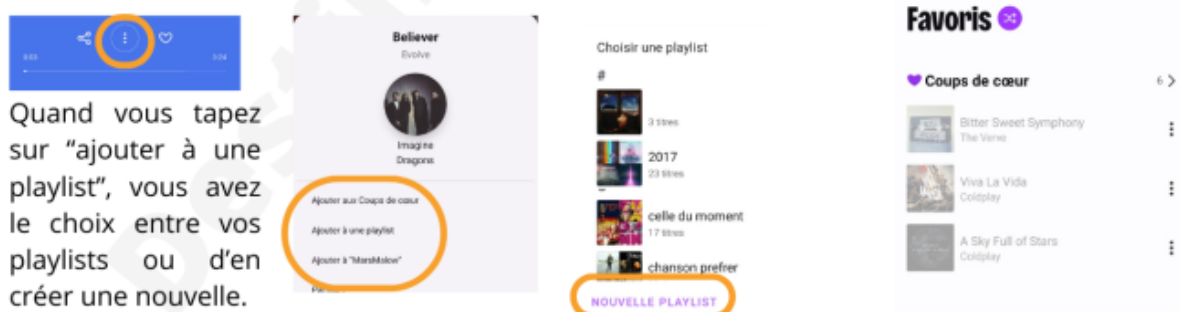 0:03
3:24
Quand vous tapez
sur “ajouter à une
playlist”, vous avez
le choix entre vos
playlists ou d'en
créer une nouvelle.
Believer
Evolve
Imagine
Dragons
Ajouter aux Coups de cœur
Ajouter à une playlist
Ajouter à "MarsMolow"
Choisir une playlist
#
3 titres
2017
23 titres
celle du moment
17 titres
chanson prefrer
NOUVELLE PLAYLIST
Favoris
Coups de cœur
6
Bitter Sweet Symphony
The Verve
Viva La Vida
Coldplay
A Sky Full of Stars
Coldplay